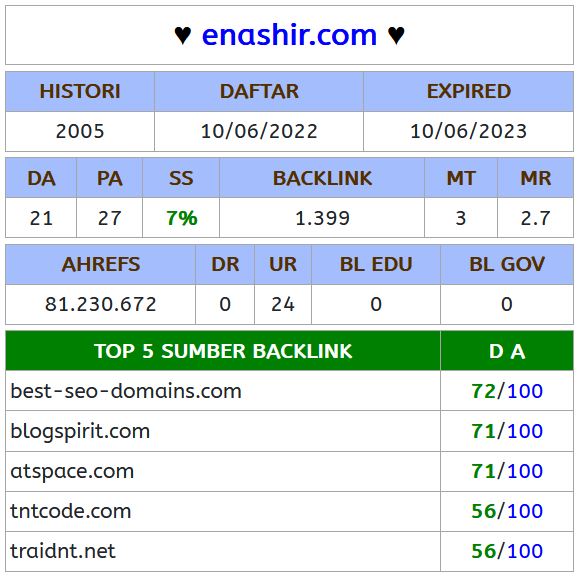 ♥ enashir.com ♥
HISTORI DAFTAR EXPIRED
2005 10/06/2022 10/06/2023
DA PA SS BACKLINK MT MR
21 27 7% 1.399 3 2.7
AHREFS DR UR BL EDU BL GOV
81.230.672 0 24 0 0
TOP 5 SUMBER BACKLINK D A
best-seo-domains.com 72/100
blogspirit.com 71/100
atspace.com 71/100
tntcode.com 56/100
traidnt.net 56/100